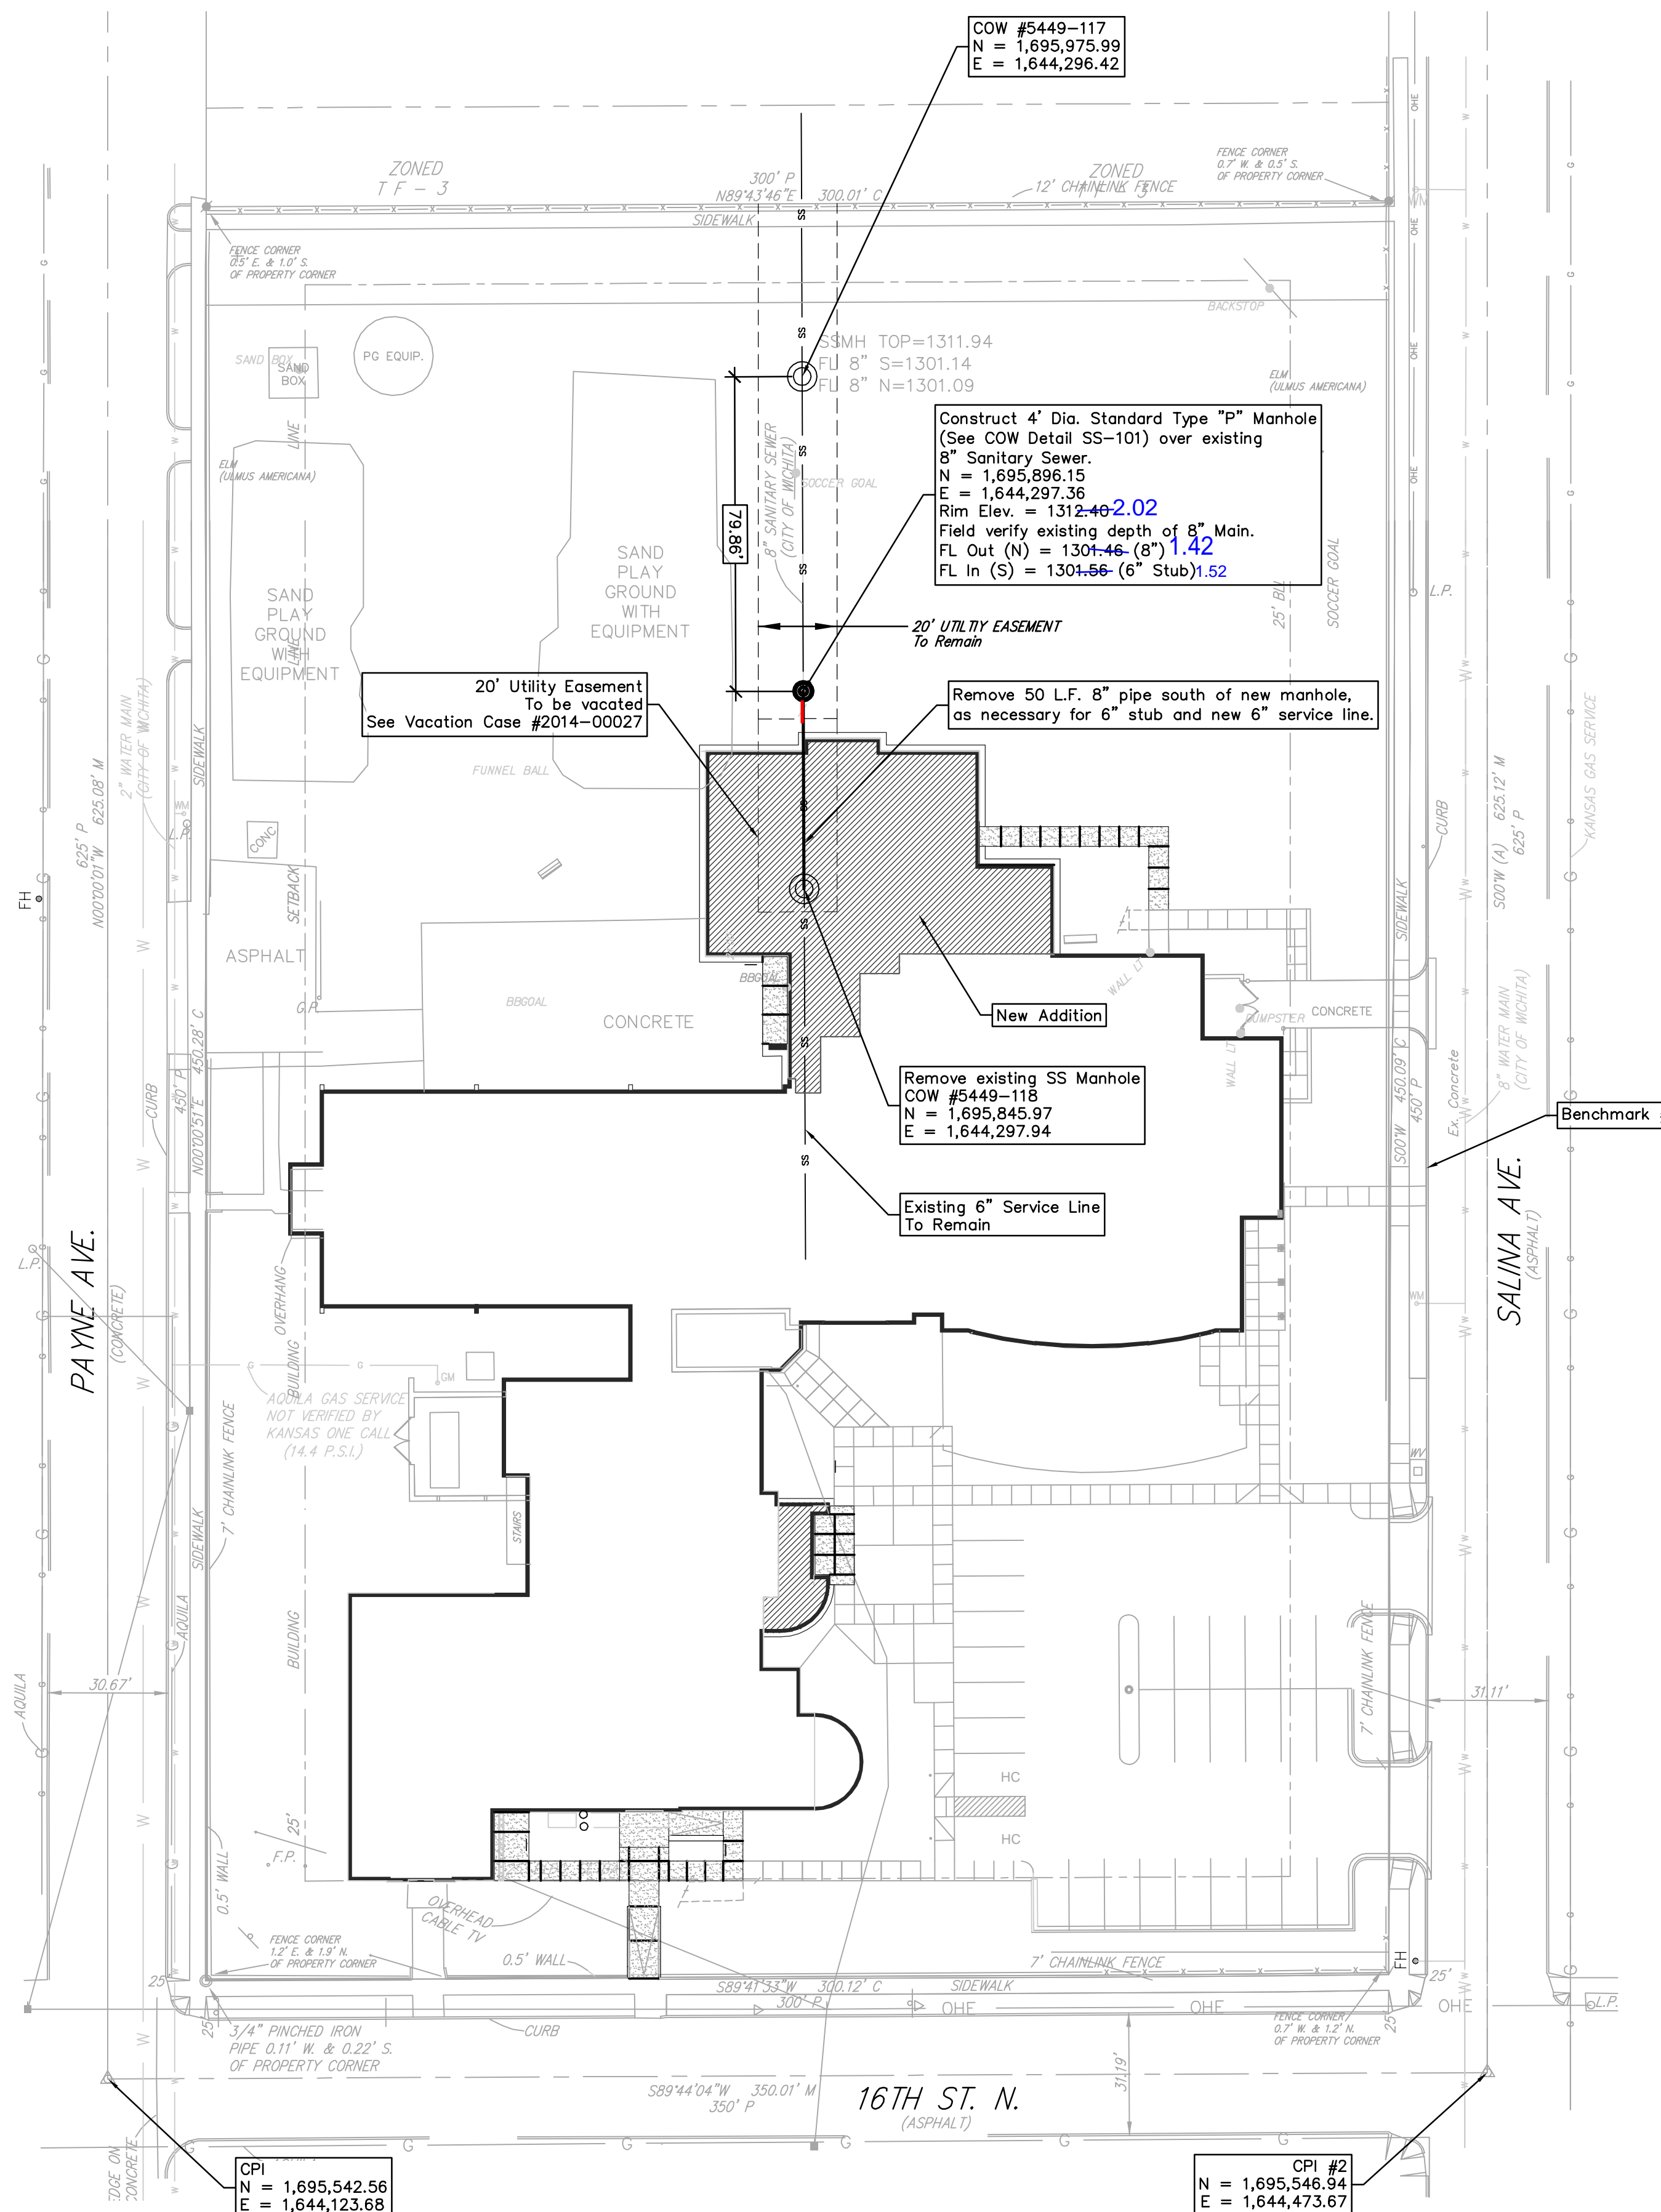 COW #5449-117
N = 1,695,975.99
E = 1,644,296.42
ZONED
T F - 3
300' P
N89°43'46"E 300.01' C
ZONED
12' CHAINLINK FENCE
FENCE CORNER
0.7' W. & 0.5' S.
OF PROPERTY CORNER
SIDEWALK
WM
FENCE CORNER
0.5' E. & 1.0' S.
OF PROPERTY CORNER
BACKSTOP
SAND BOX
SAND
BOX
PG EQUIP.
SSMH TOP=1311.94
FL 8" S=1301.14
FL 8" N=1301.09
ELM
(ULMUS AMERICANA)
Construct 4' Dia. Standard Type "P" Manhole
(See COW Detail SS-101) over existing
8" Sanitary Sewer.
N = 1,695,896.15
E = 1,644,297.36
Rim Elev. = 1312.40 2.02
Field verify existing depth of 8" Main.
FL Out (N) = 1301.46 (8") 1.42
FL In (S) = 1301.56 (6" Stub) 1.52
LINE
ELM
(ULMUS AMERICANA)
8" SANITARY SEWER
(CITY OF WICHITA)
SOCCER GOAL
79.86'
SAND
PLAY
GROUND
WITH
EQUIPMENT
SAND
PLAY
GROUND
WITH
EQUIPMENT
LINE
25' BLL
SOCCER GOAL
L.P.
20' UTILTIY EASEMENT
To Remain
20' Utility Easement
To be vacated
See Vacation Case #2014-00027
Remove 50 L.F. 8" pipe south of new manhole,
as necessary for 6" stub and new 6" service line.
2" WATER MAIN
(CITY OF WICHITA)
SIDEWALK
FUNNEL BALL
KANSAS GAS SERVICE
625' P
N00°00'01"W 625.08' M
WM
L.P.
CONC.
CURB
S00°W (A) 625.12' M
625' P
FH
SETBACK
SIDEWALK
ASPHALT
G.P.
BBGOAL
BBGOAL
CONCRETE
WALL LT
DUMPSTER
CONCRETE
WALL LT
New Addition
8" WATER MAIN
(CITY OF WICHITA)
Ex. Concrete
CURB
450' P
N00°00'51"E 450.28' C
S00°W 450.09' C
450' P
Remove existing SS Manhole
COW #5449-118
N = 1,695,845.97
E = 1,644,297.94
Benchmark
Existing 6" Service Line
To Remain
PAYNE AVE.
(CONCRETE)
L.P.
OVERHANG
BUILDING
SALINA AVE.
(ASPHALT)
WM
GM
AQUILA GAS SERVICE
NOT VERIFIED BY
KANSAS ONE CALL
(14.4 P.S.I.)
7' CHAINLINK FENCE
WV
SIDEWALK
STAIRS
AQUILA
BUILDING
7' CHAINLINK FENCE
AQUILA
30.67'
31.11'
HC
HC
25'
F.P.
0.5' WALL
OVERHEAD
CABLE TV
FENCE CORNER
1.2' E. & 1.9' N.
OF PROPERTY CORNER
0.5' WALL
7' CHAINLINK FENCE
FH
25'
25'
S89°41'33"W 300.12' C
300' P
SIDEWALK
OHE
OHE
OHE
L.P.
25'
3/4" PINCHED IRON
PIPE 0.11' W. & 0.22' S.
OF PROPERTY CORNER
CURB
FENCE CORNER
0.7' W. & 1.2' N.
OF PROPERTY CORNER
25'
31.19'
S89°44'04"W 350.01' M
350' P
16TH ST. N.
(ASPHALT)
EDGE ON
CONCRETE
CPI
N = 1,695,542.56
E = 1,644,123.68
CPI #2
N = 1,695,546.94
E = 1,644,473.67